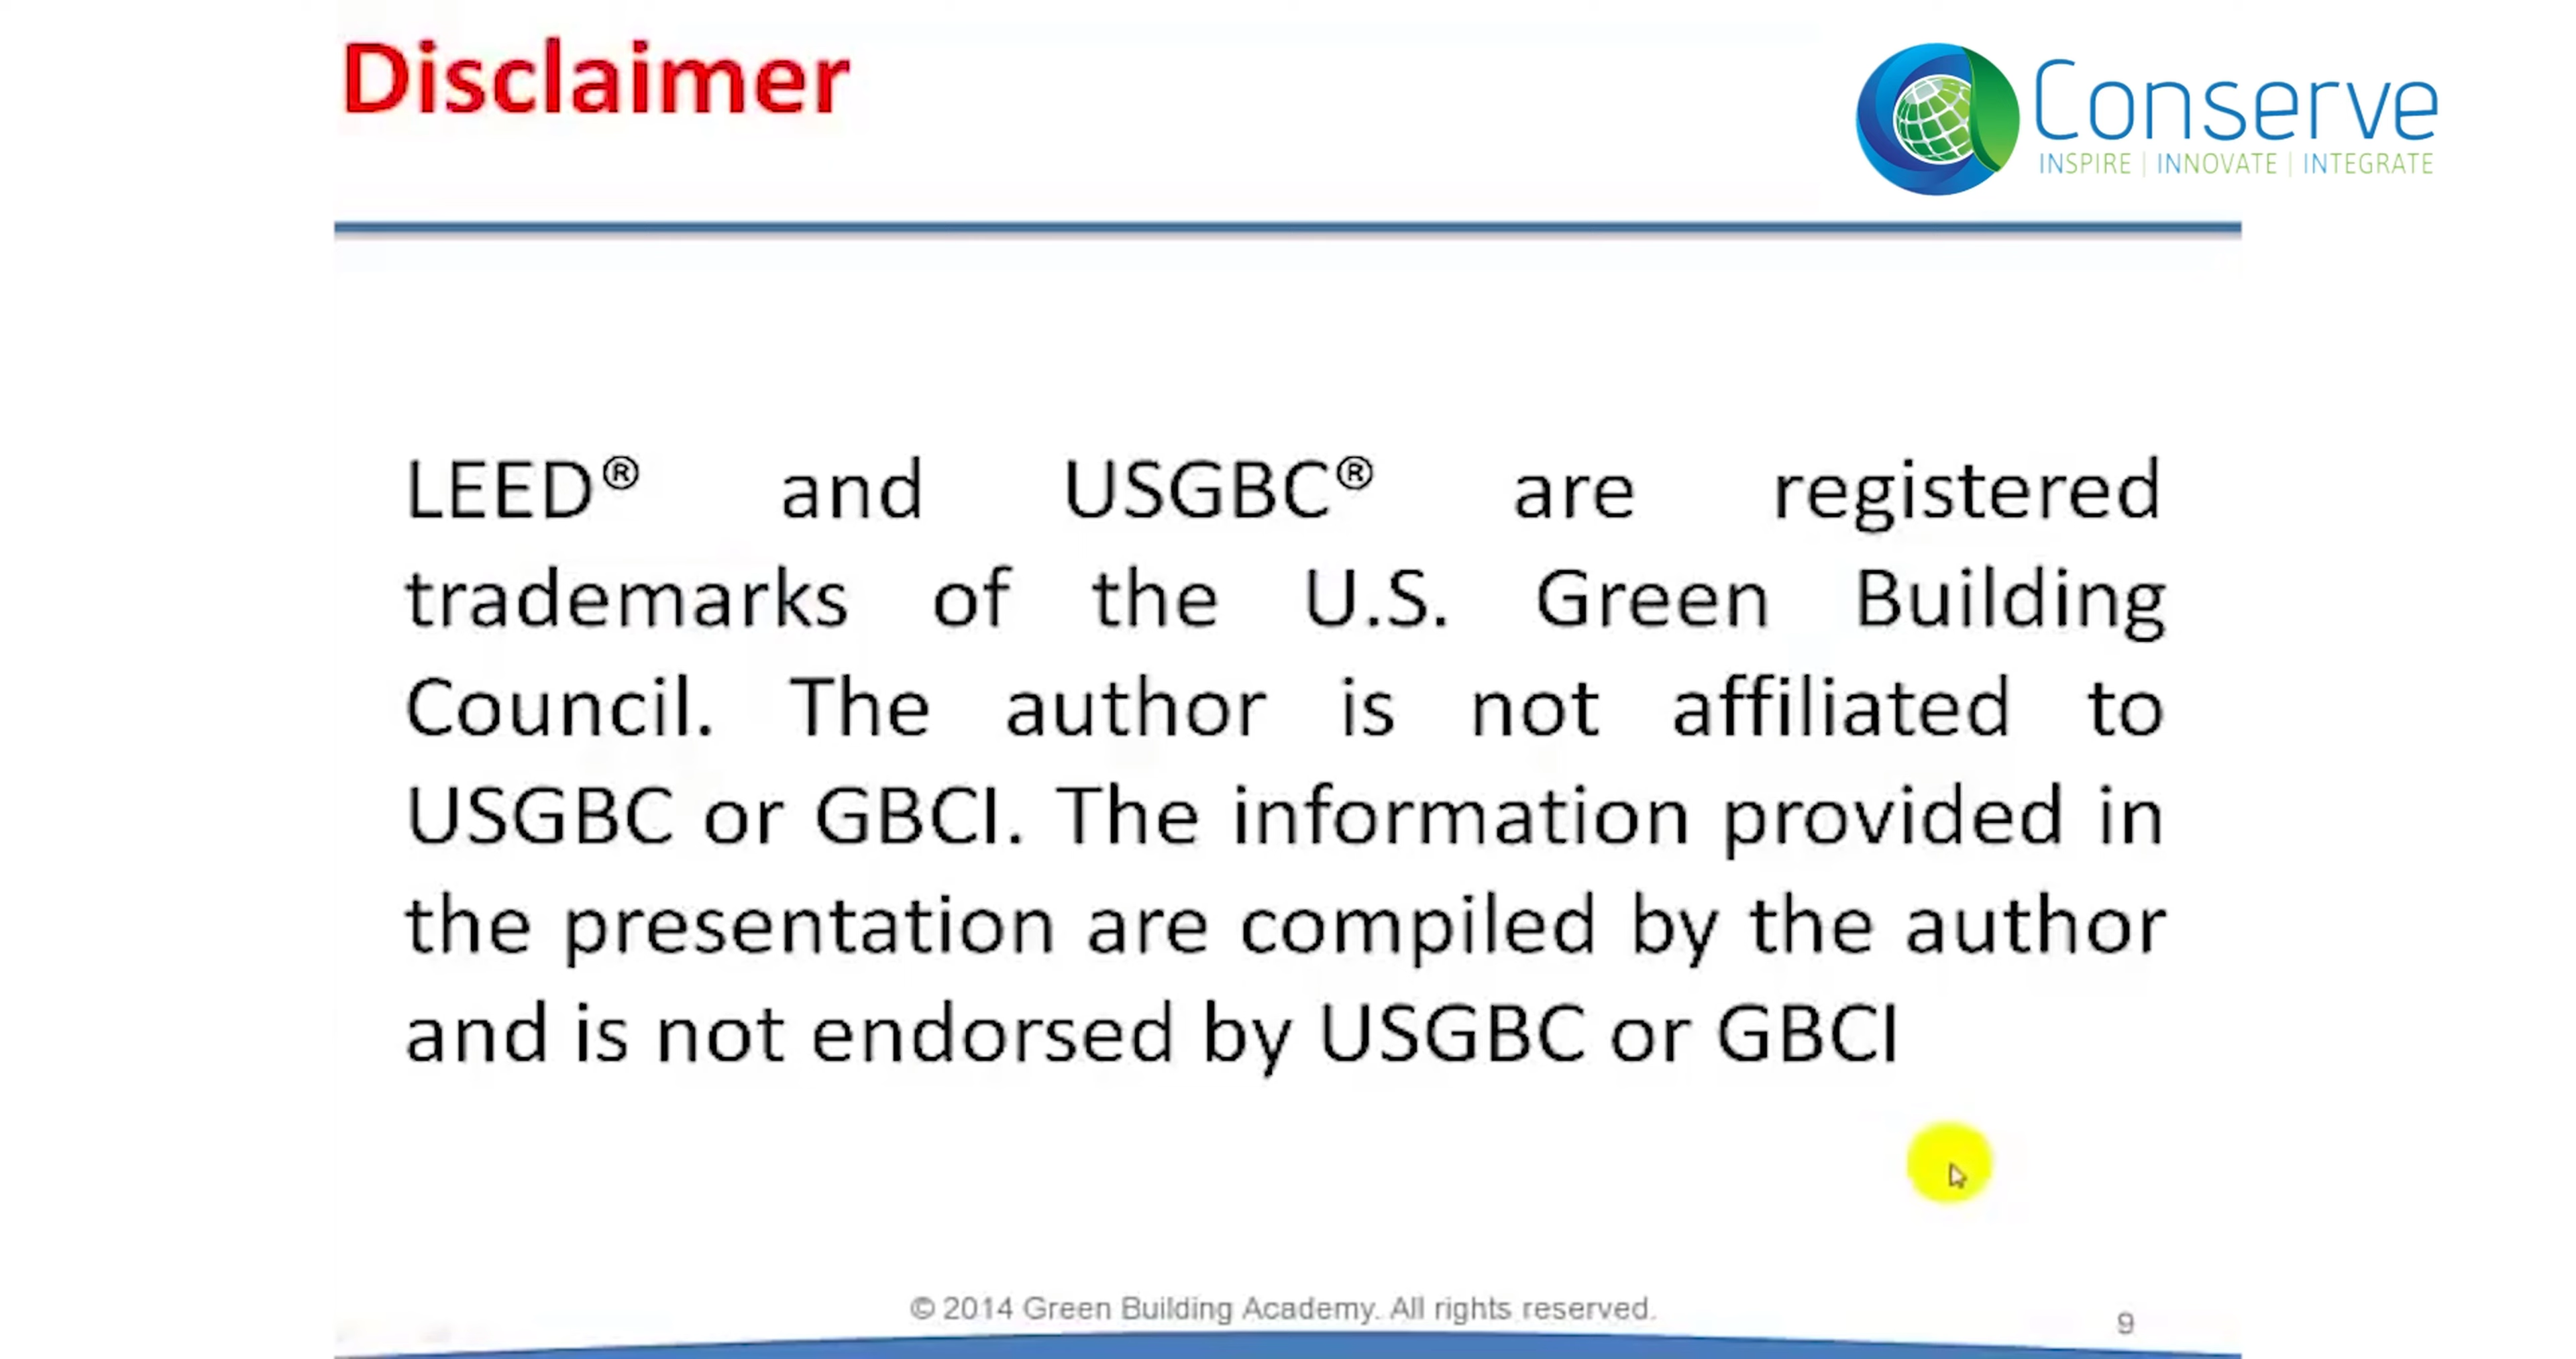 Disclaimer
Conserve
INSPIRE | INNOVATE | INTEGRATE
LEED® and USGBC® are registered
trademarks of the U.S. Green Building
Council. The author is not affiliated to
USGBC or GBCI. The information provided in
the presentation are compiled by the author
and is not endorsed by USGBC or GBCI
© 2014 Green Building Academy. All rights reserved.
9